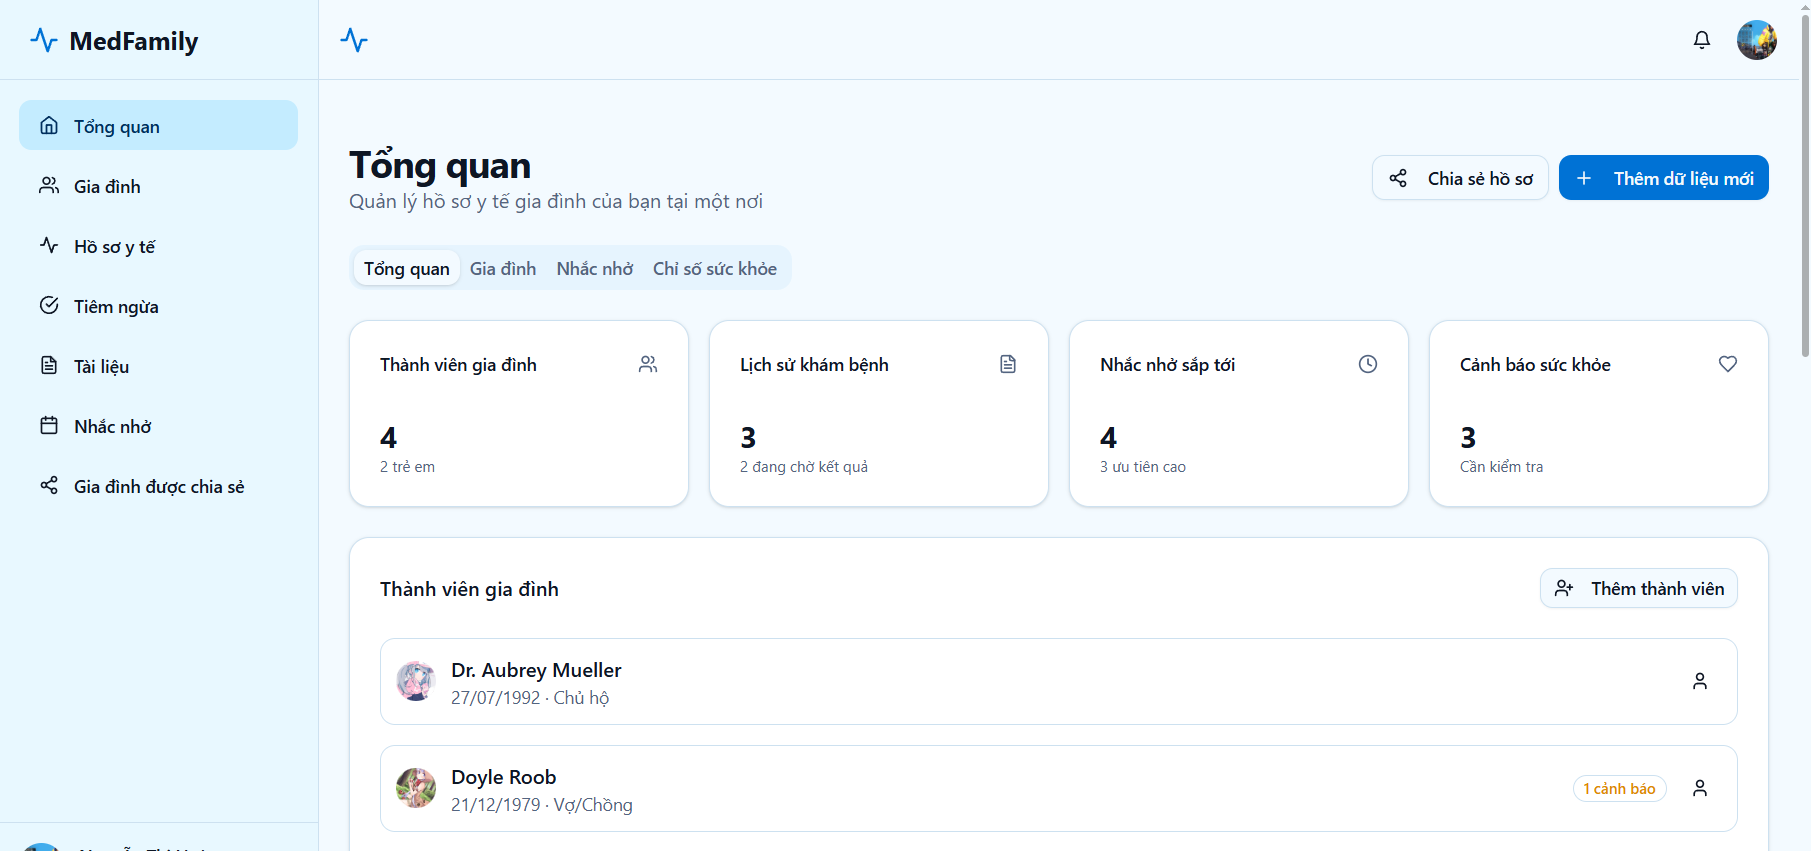 MedFamily
Tổng quan
Gia đình
Hồ sơ y tế
Tiêm ngừa
Tài liệu
Nhắc nhở
Gia đình được chia sẻ
Tổng quan
Quản lý hồ sơ y tế gia đình của bạn tại một nơi
Chia sẻ hồ sơ
Thêm dữ liệu mới
Tổng quan Gia đình Nhắc nhở Chỉ số sức khỏe
Thành viên gia đình
4
2 trẻ em
Lịch sử khám bệnh
3
2 đang chờ kết quả
Nhắc nhở sắp tới
4
3 ưu tiên cao
Cảnh báo sức khỏe
3
Cần kiểm tra
Thành viên gia đình
Thêm thành viên
Dr. Aubrey Mueller
27/07/1992 · Chủ hộ
Doyle Roob
21/12/1979 · Vợ/Chồng
1 cảnh báo